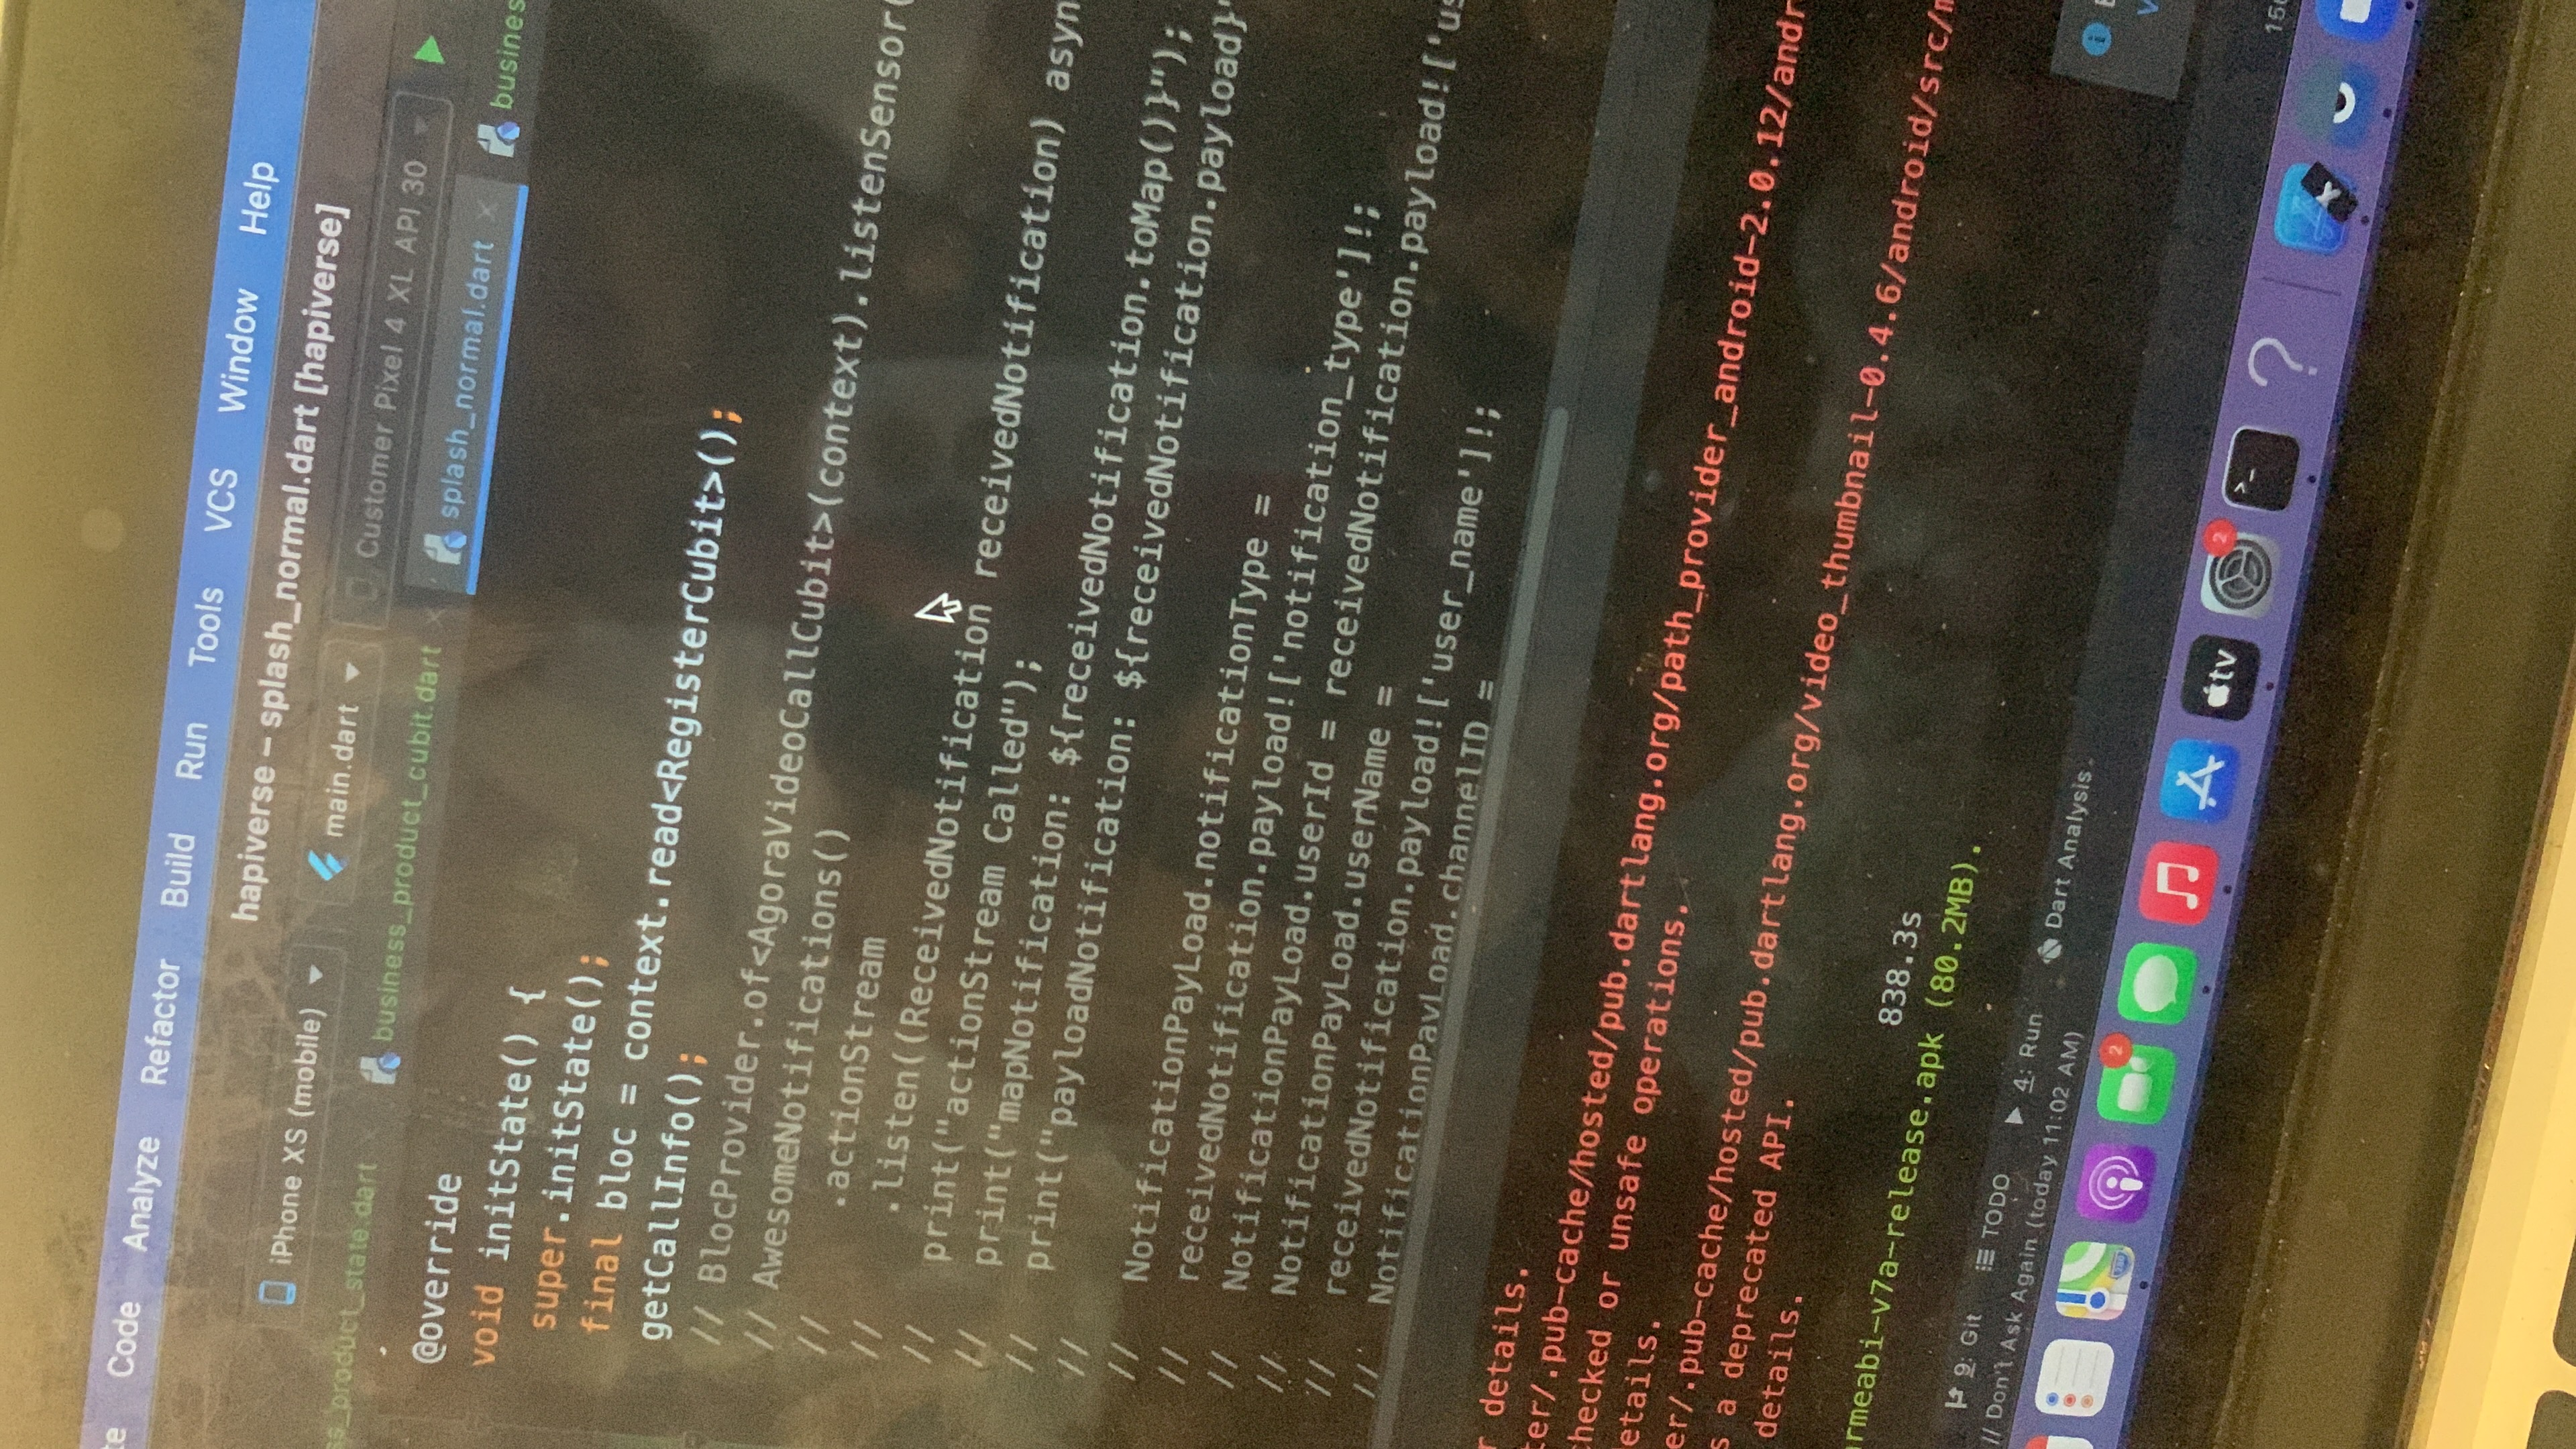 Code Analyze Refactor Build Run Tools VCS Window Help
hapiverse – splash_normal.dart [hapiverse]
iPhone XS (mobile) main.dart Customer Pixel 4 XL API 30
product_state.dart business_product_cubit.dart splash_normal.dart
@override
void initState() {
super.initState();
final bloc = context.read<RegisterCubit>();
getCallInfo();
// BlocProvider.of<AgoraVideoCallCubit>(context).listenSensor(
// AwesomeNotifications()
// .actionStream
// .listen((ReceivedNotification receivedNotification) asyn
// print("actionStream Called");
// print("mapNotification: ${receivedNotification.toMap()}");
// print("payloadNotification: ${receivedNotification.payload}"
//
// NotificationPayLoad.notificationType =
// receivedNotification.payload!['notification_type']!;
// NotificationPayLoad.userId = receivedNotification.payload!['us
// NotificationPayLoad.userName =
// receivedNotification.payload!['user_name']!;
// NotificationPayLoad.channelID =
r details.
ter/.pub-cache/hosted/pub.dartlang.org/path_provider_android-2.0.12/andr
checked or unsafe operations.
etails.
er/.pub-cache/hosted/pub.dartlang.org/video_thumbnail-0.4.6/android/src/m
s a deprecated API.
details.
838.3s
rmeabi-v7a-release.apk (80.2MB).
9: Git TODO 4: Run Dart Analysis
// Don't Ask Again (today 11:02 AM)
2
tv
2